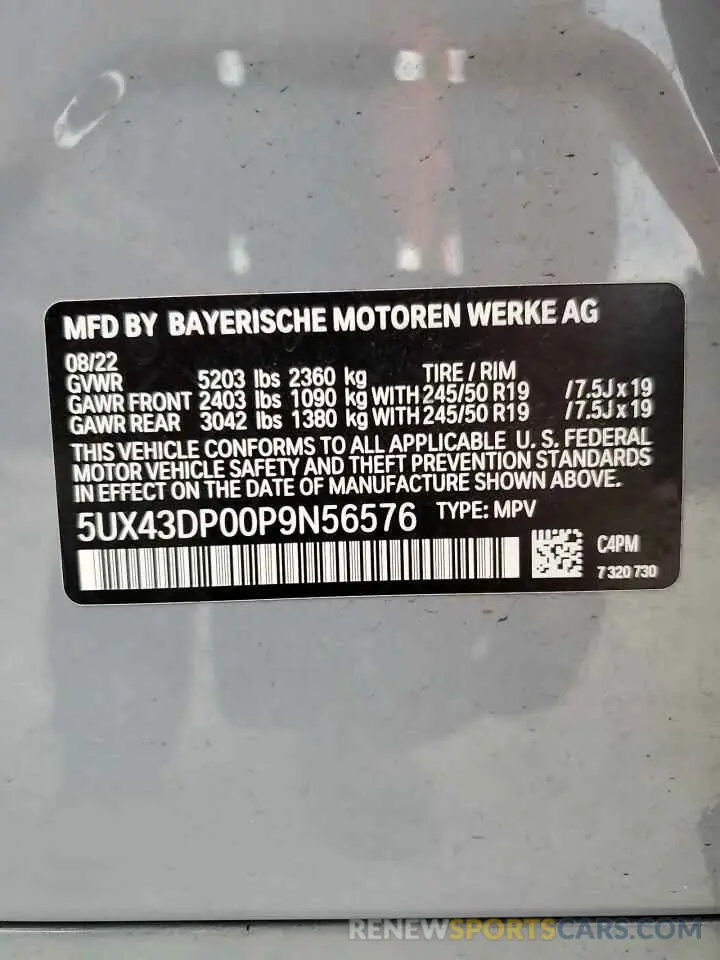 MFD BY BAYERISCHE MOTOREN WERKE AG
08/22
GVWR 5203 lbs 2360 kg TIRE / RIM
GAWR FRONT 2403 lbs 1090 kg WITH 245/50 R19 /7.5J x 19
GAWR REAR 3042 lbs 1380 kg WITH 245/50 R19 /7.5J x 19
THIS VEHICLE CONFORMS TO ALL APPLICABLE U. S. FEDERAL
MOTOR VEHICLE SAFETY AND THEFT PREVENTION STANDARDS
IN EFFECT ON THE DATE OF MANUFACTURE SHOWN ABOVE.
5UX43DP00P9N56576 TYPE: MPV
C4PM
7 320 730
RENEWSPORTSCARS.COM